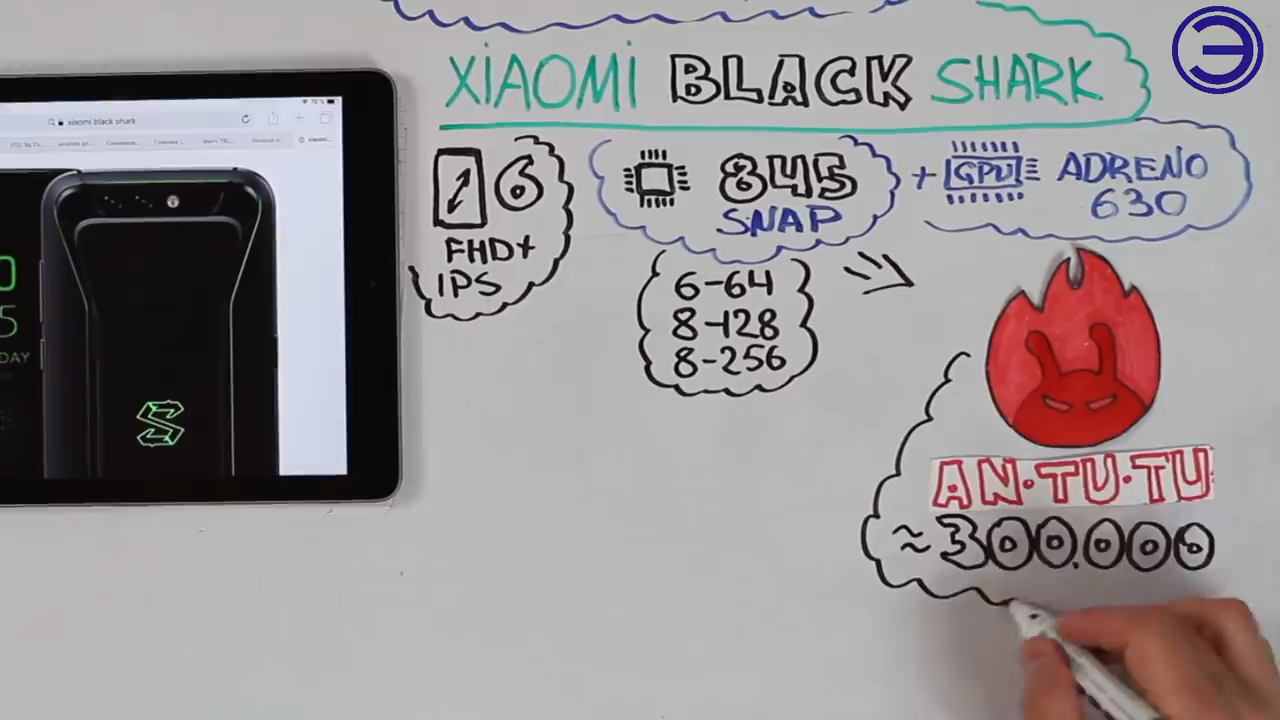 XIAOMI BLACK SHARK
6
FHD+
IPS
845
SNAP
+ GPU ADRENO
630
6-64
8-128
8-256
AN·TU·TU
≈300.000
xiaomi black shark